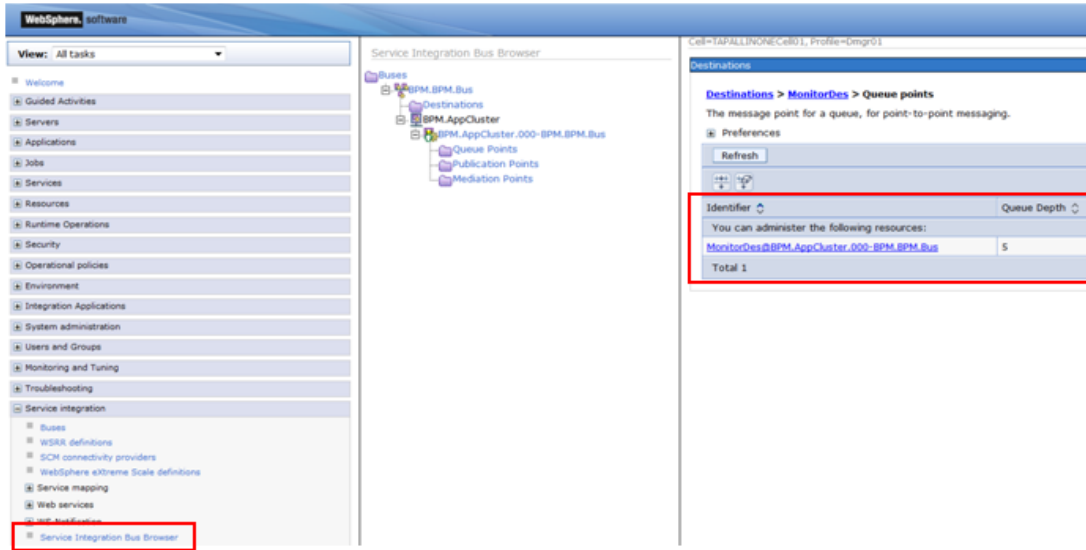 WebSphere. software
View: All tasks
Welcome
Guided Activities
Servers
Applications
Jobs
Services
Resources
Runtime Operations
Security
Operational policies
Environment
Integration Applications
System administration
Users and Groups
Monitoring and Tuning
Troubleshooting
Service integration
Buses
WSRR definitions
SCM connectivity providers
WebSphere eXtreme Scale definitions
Service mapping
Web services
WS-Notification
Service Integration Bus Browser
Service Integration Bus Browser
Buses
BPM.BPM.Bus
Destinations
BPM.AppCluster
BPM.AppCluster.000-BPM.BPM.Bus
Queue Points
Publication Points
Mediation Points
Cell=TAPALLINONECell01, Profile=Dmgr01
Destinations
Destinations > MonitorDes > Queue points
The message point for a queue, for point-to-point messaging.
Preferences
Refresh
Identifier Queue Depth
You can administer the following resources:
MonitorDes@BPM.AppCluster.000-BPM.BPM.Bus 5
Total 1